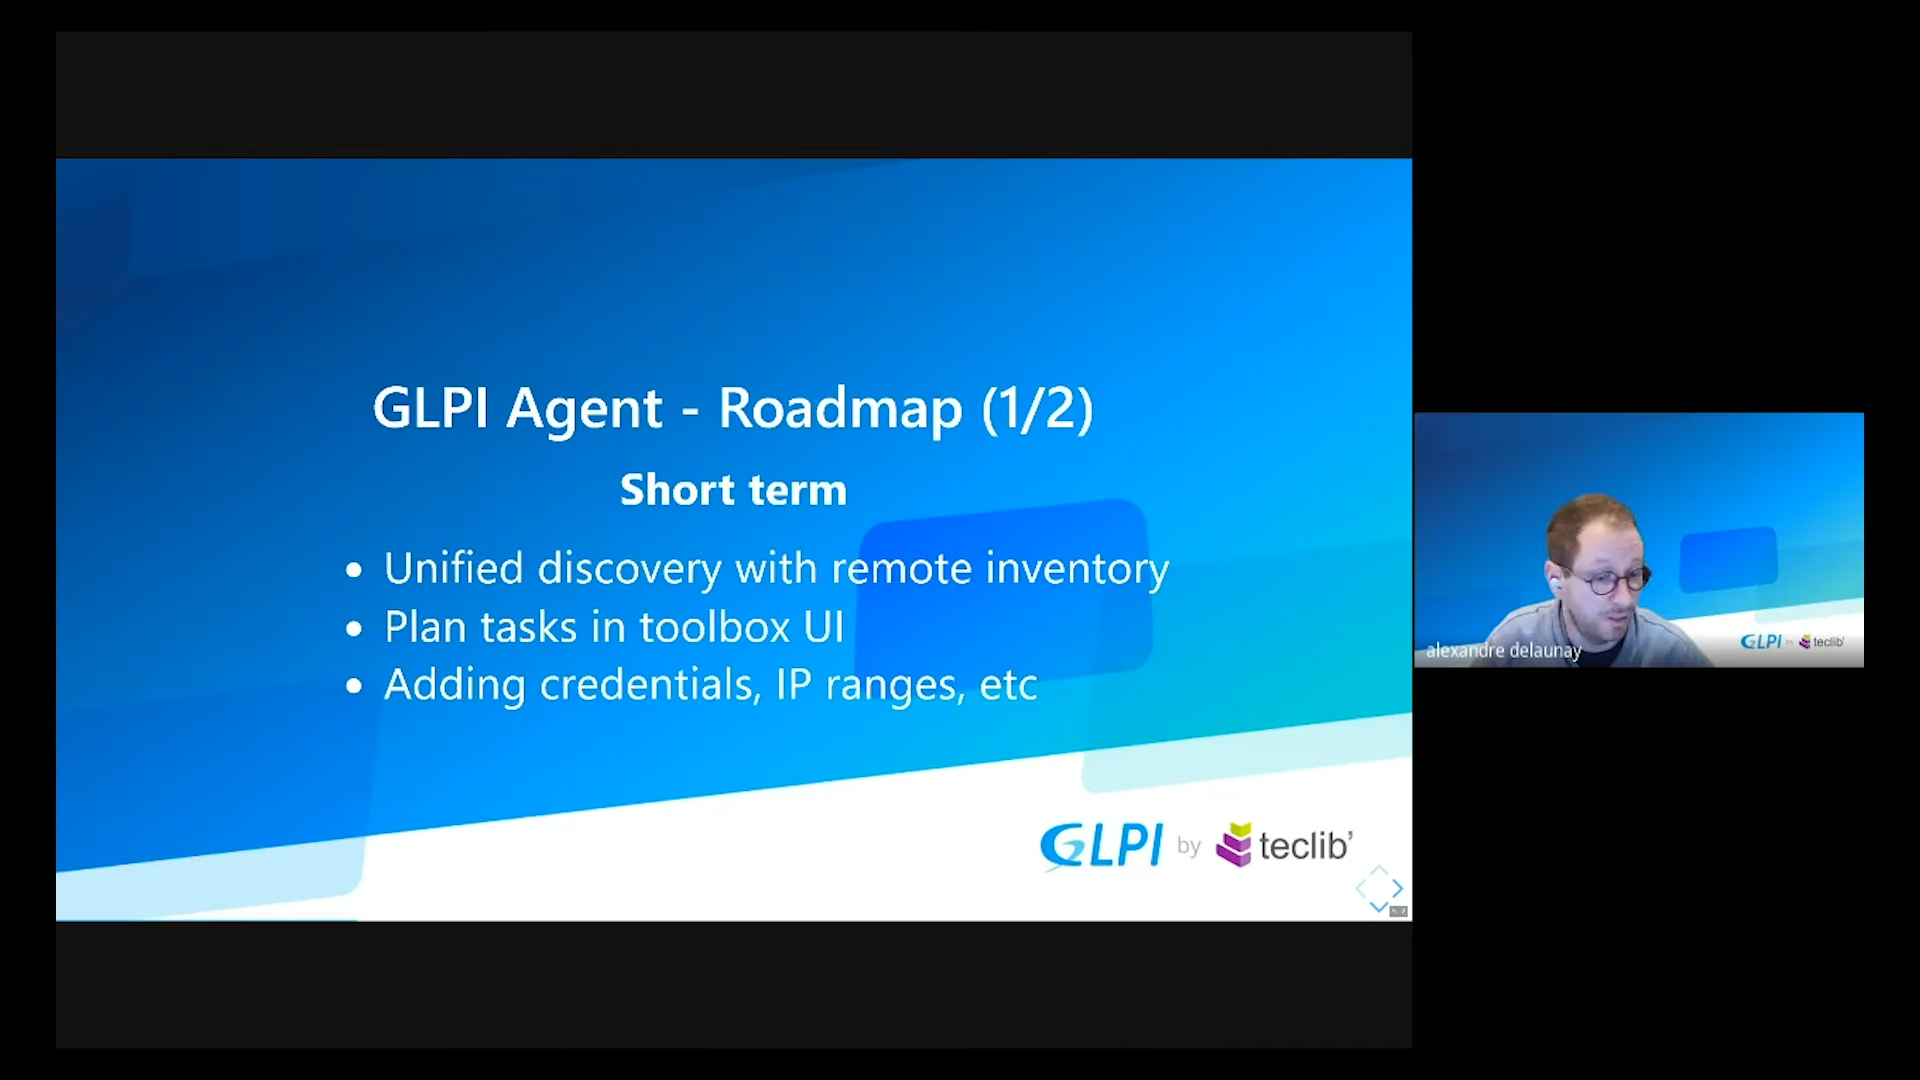 GLPI Agent - Roadmap (1/2)
Short term
• Unified discovery with remote inventory
• Plan tasks in toolbox UI
• Adding credentials, IP ranges, etc
GLPI by teclib'
alexandre delaunay
GLPI by teclib'